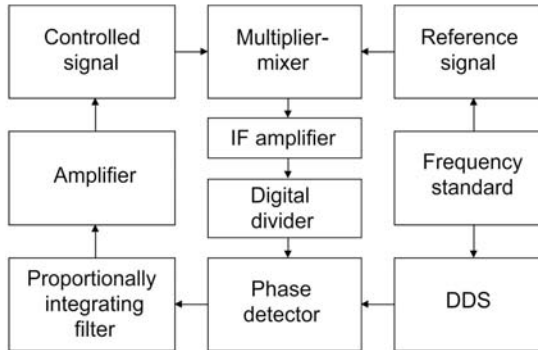 Controlled
signal
Multiplier-
mixer
Reference
signal
IF amplifier
Amplifier
Digital
divider
Frequency
standard
Proportionally
integrating
filter
Phase
detector
DDS